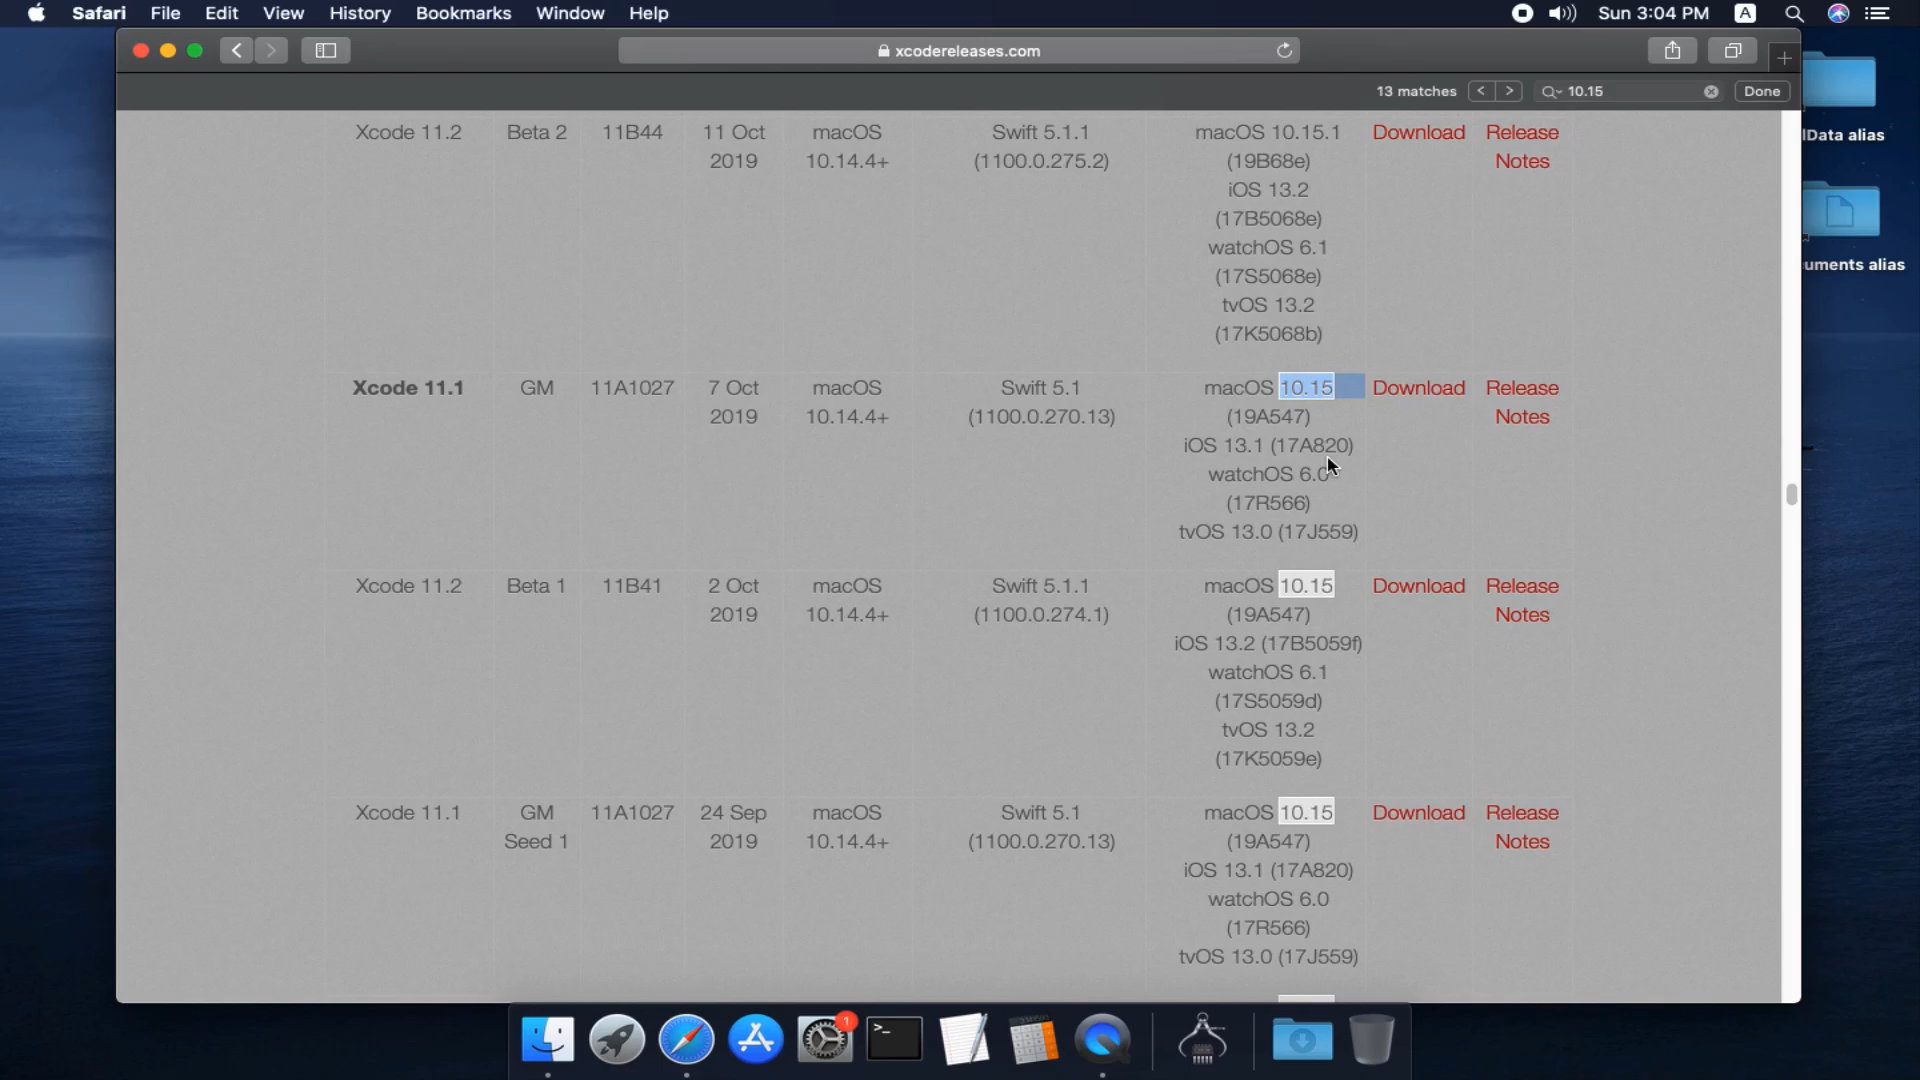 Safari File Edit View History Bookmarks Window Help Sun 3:04 PM A
xcodereleases.com
13 matches 10.15 Done
Xcode 11.2 Beta 2 11B44 11 Oct macOS Swift 5.1.1 macOS 10.15.1 Download Release
2019 10.14.4+ (1100.0.275.2) (19B68e) Notes
iOS 13.2
(17B5068e)
watchOS 6.1
(17S5068e)
tvOS 13.2
(17K5068b)
Xcode 11.1 GM 11A1027 7 Oct macOS Swift 5.1 macOS 10.15 Download Release
2019 10.14.4+ (1100.0.270.13) (19A547) Notes
iOS 13.1 (17A820)
watchOS 6.0
(17R566)
tvOS 13.0 (17J559)
Xcode 11.2 Beta 1 11B41 2 Oct macOS Swift 5.1.1 macOS 10.15 Download Release
2019 10.14.4+ (1100.0.274.1) (19A547) Notes
iOS 13.2 (17B5059f)
watchOS 6.1
(17S5059d)
tvOS 13.2
(17K5059e)
Xcode 11.1 GM 11A1027 24 Sep macOS Swift 5.1 macOS 10.15 Download Release
Seed 1 2019 10.14.4+ (1100.0.270.13) (19A547) Notes
iOS 13.1 (17A820)
watchOS 6.0
(17R566)
tvOS 13.0 (17J559)
lData alias
uments alias
1
>_